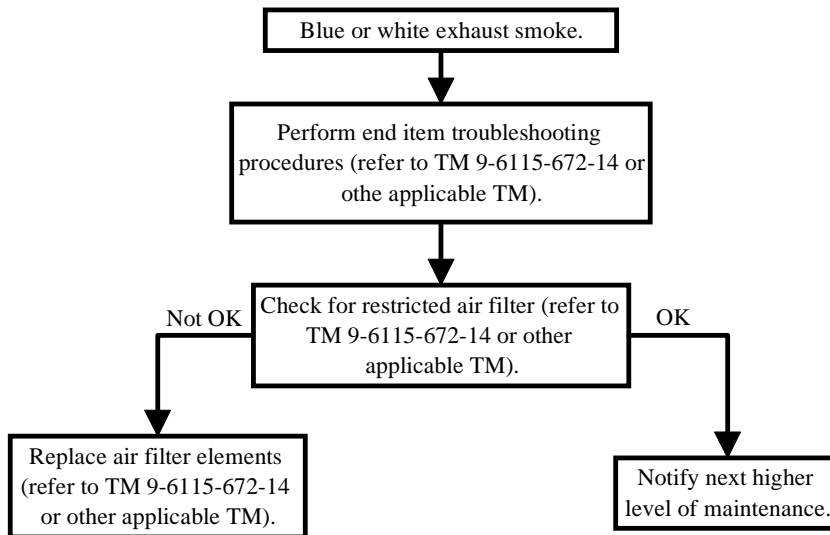 Blue or white exhaust smoke.
Perform end item troubleshooting
procedures (refer to TM 9-6115-672-14 or
othe applicable TM).
Check for restricted air filter (refer to
TM 9-6115-672-14 or other
applicable TM).
Not OK
OK
Replace air filter elements
(refer to TM 9-6115-672-14
or other applicable TM).
Notify next higher
level of maintenance.